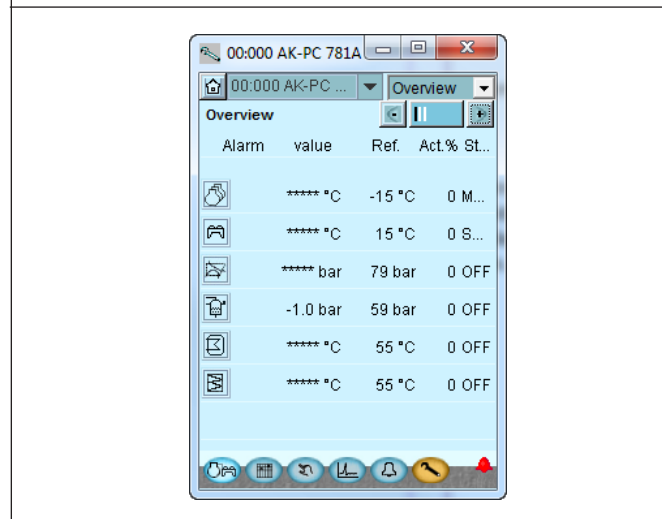 00:000 AK-PC 781A
00:000 AK-PC ... Overview
Overview
Alarm value Ref. Act.% St...
***** °C -15 °C 0 M...
***** °C 15 °C 0 S...
***** bar 79 bar 0 OFF
-1.0 bar 59 bar 0 OFF
***** °C 55 °C 0 OFF
***** °C 55 °C 0 OFF